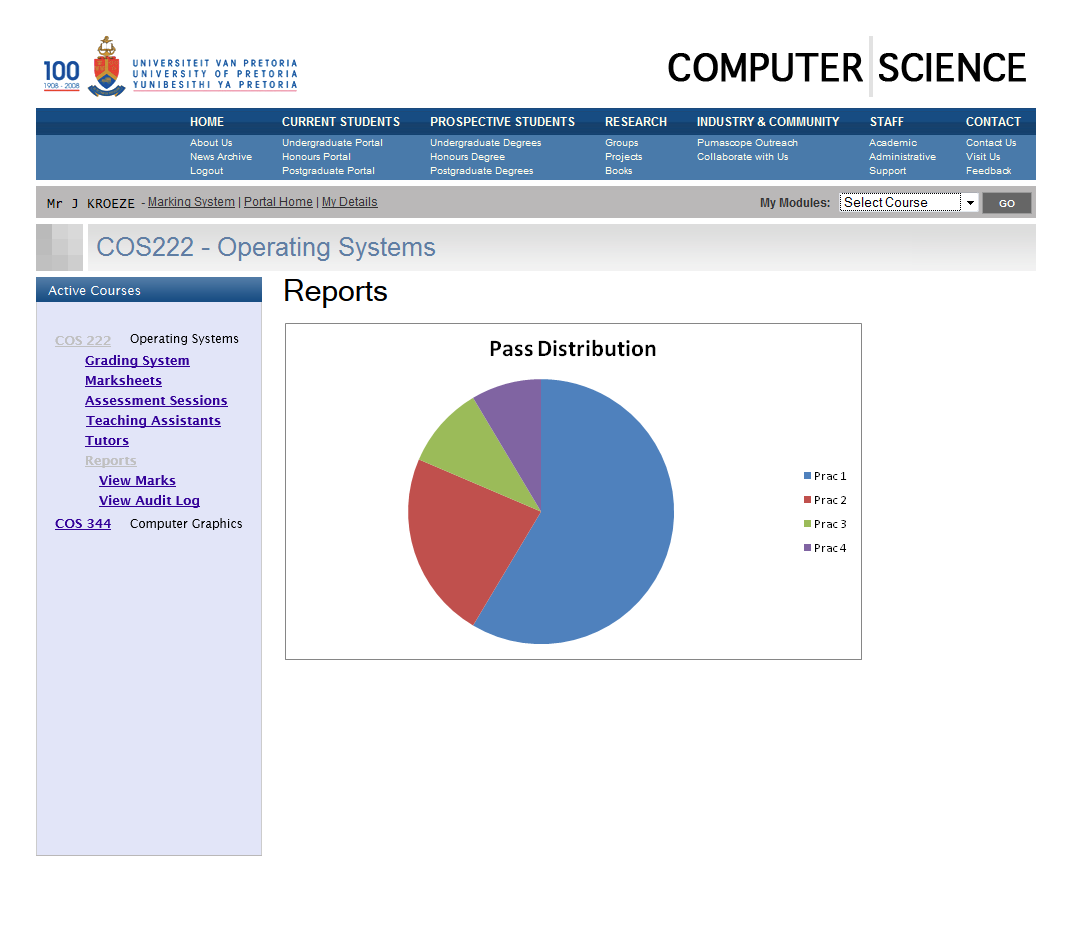 100
1908 - 2008
UNIVERSITEIT VAN PRETORIA
UNIVERSITY OF PRETORIA
YUNIBESITHI YA PRETORIA
COMPUTER SCIENCE
HOME CURRENT STUDENTS PROSPECTIVE STUDENTS RESEARCH INDUSTRY & COMMUNITY STAFF CONTACT
About Us Undergraduate Portal Undergraduate Degrees Groups Pumascope Outreach Academic Contact Us
News Archive Honours Portal Honours Degree Projects Collaborate with Us Administrative Visit Us
Logout Postgraduate Portal Postgraduate Degrees Books Support Feedback
Mr J KROEZE - Marking System | Portal Home | My Details My Modules: Select Course GO
COS222 - Operating Systems
Active Courses
COS 222 Operating Systems
Grading System
Marksheets
Assessment Sessions
Teaching Assistants
Tutors
Reports
View Marks
View Audit Log
COS 344 Computer Graphics
Reports
Pass Distribution
Prac 1
Prac 2
Prac 3
Prac 4